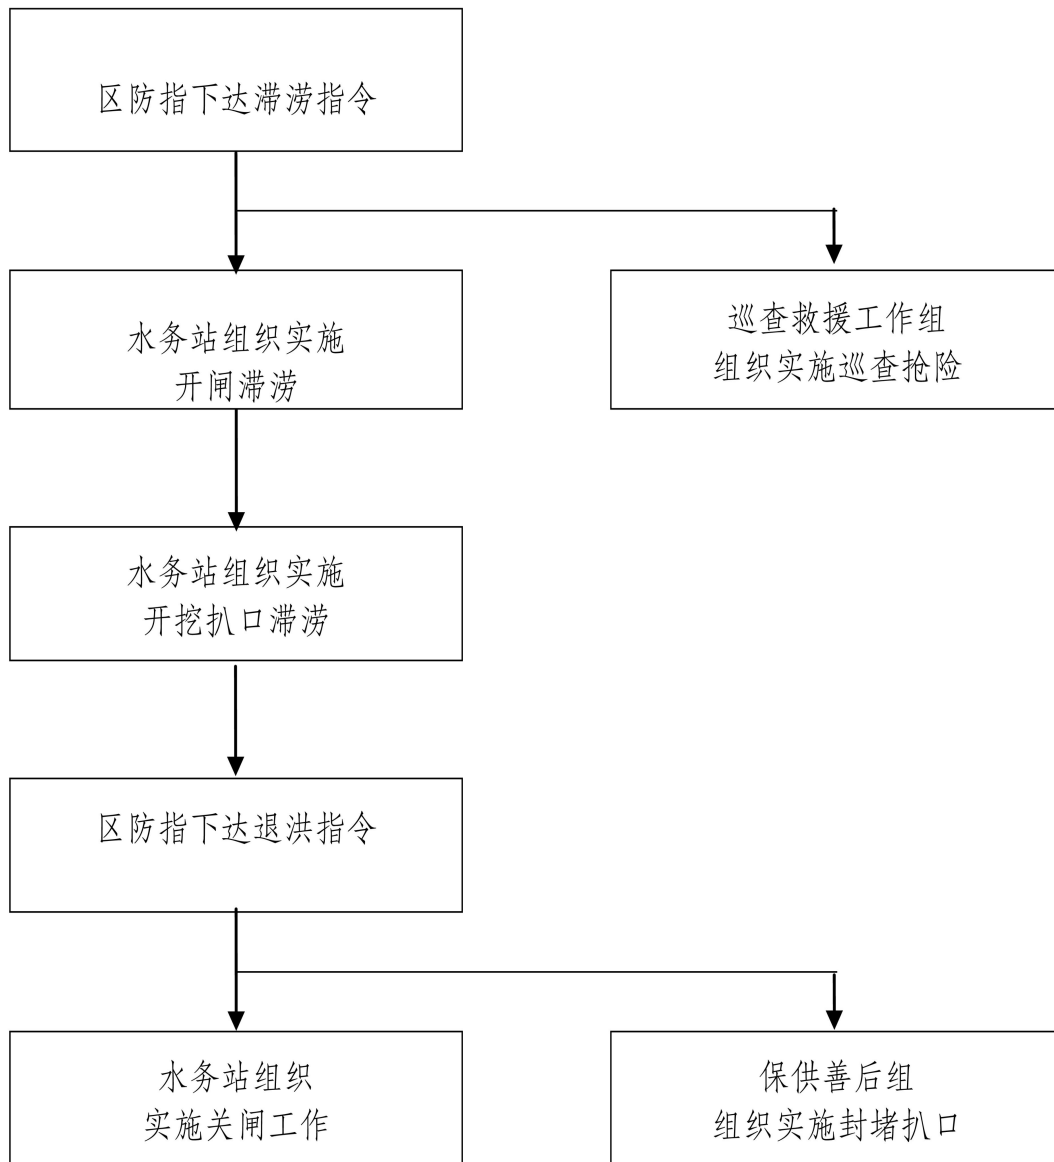 区防指下达滞涝指令
水务站组织实施
开闸滞涝
巡查救援工作组
组织实施巡查抢险
水务站组织实施
开挖扒口滞涝
区防指下达退洪指令
水务站组织
实施关闸工作
保供善后组
组织实施封堵扒口